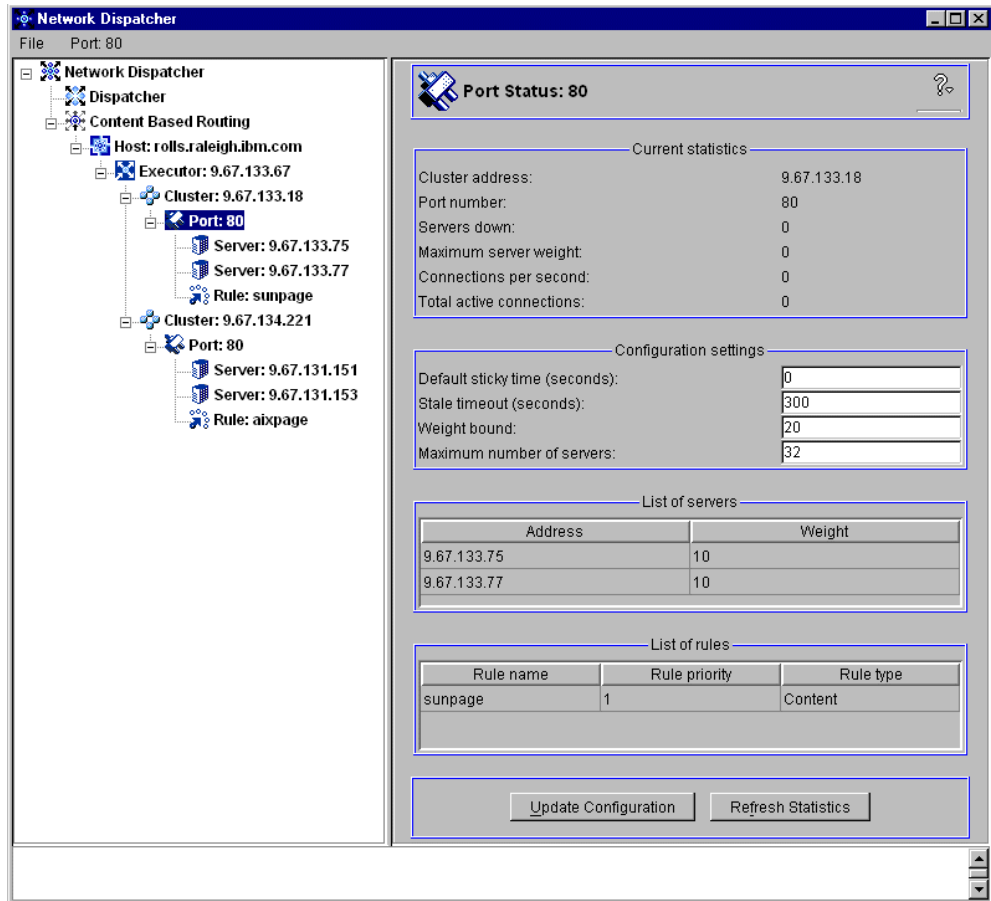 Network Dispatcher
File Port: 80
Network Dispatcher
Dispatcher
Content Based Routing
Host: rolls.raleigh.ibm.com
Executor: 9.67.133.67
Cluster: 9.67.133.18
Port: 80
Server: 9.67.133.75
Server: 9.67.133.77
Rule: sunpage
Cluster: 9.67.134.221
Port: 80
Server: 9.67.131.151
Server: 9.67.131.153
Rule: aixpage
Port Status: 80
?
Current statistics
Cluster address: 9.67.133.18
Port number: 80
Servers down: 0
Maximum server weight: 0
Connections per second: 0
Total active connections: 0
Configuration settings
Default sticky time (seconds): 0
Stale timeout (seconds): 300
Weight bound: 20
Maximum number of servers: 32
List of servers
Address Weight
9.67.133.75 10
9.67.133.77 10
List of rules
Rule name Rule priority Rule type
sunpage 1 Content
Update Configuration Refresh Statistics